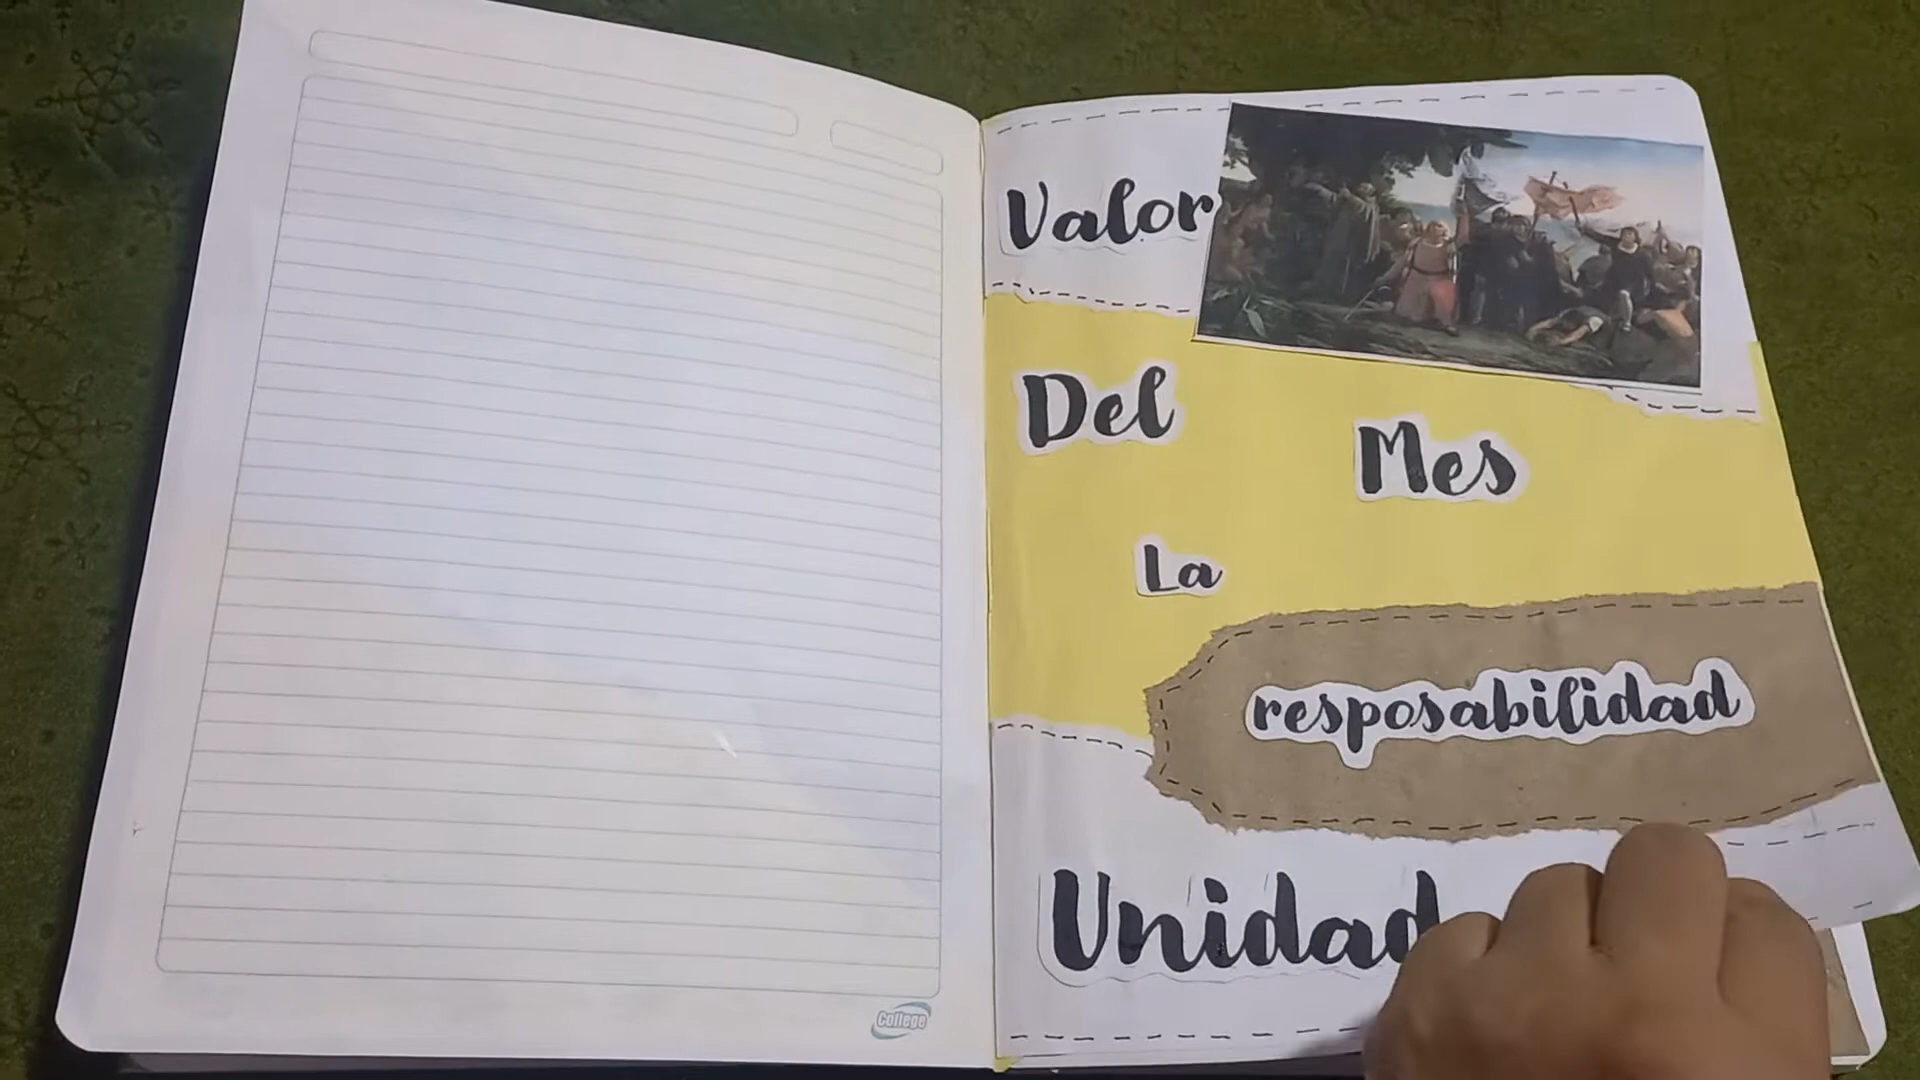 Valor
Del Mes
La
resposabilidad
Unidad
College